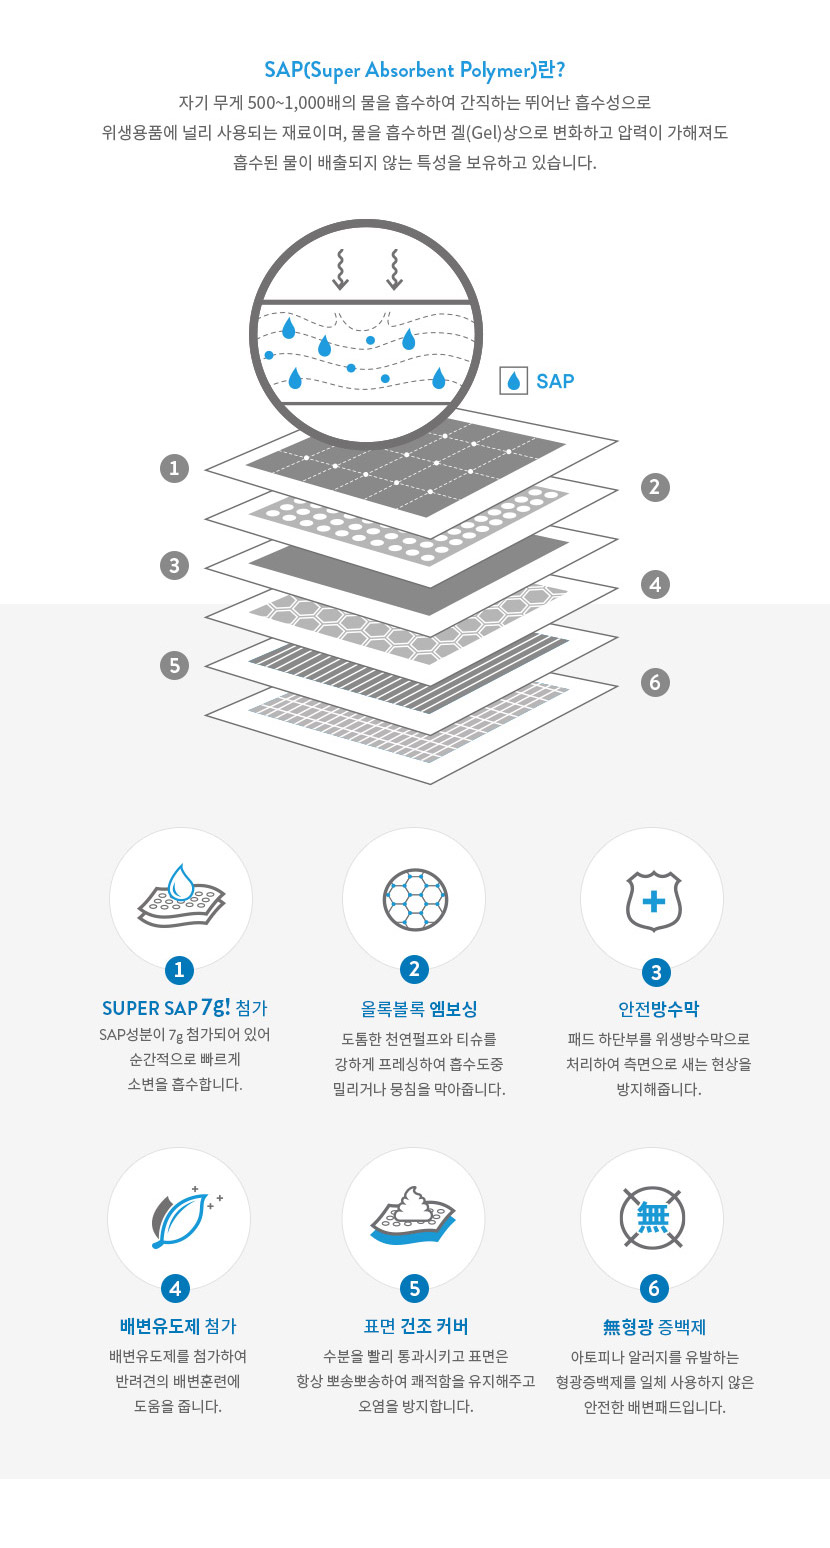 SAP(Super Absorbent Polymer)란?
자기 무게 500~1,000배의 물을 흡수하여 간직하는 뛰어난 흡수성으로
위생용품에 널리 사용되는 재료이며, 물을 흡수하면 겔(Gel)상으로 변화하고 압력이 가해져도
흡수된 물이 배출되지 않는 특성을 보유하고 있습니다.
SAP
1
2
3
4
5
6
1
SUPER SAP 7g! 첨가
SAP성분이 7g 첨가되어 있어
순간적으로 빠르게
소변을 흡수합니다.
2
올록볼록 엠보싱
도톰한 천연펄프와 티슈를
강하게 프레싱하여 흡수도중
밀리거나 뭉침을 막아줍니다.
3
안전방수막
패드 하단부를 위생방수막으로
처리하여 측면으로 새는 현상을
방지해줍니다.
4
배변유도제 첨가
배변유도제를 첨가하여
반려견의 배변훈련에
도움을 줍니다.
5
표면 건조 커버
수분을 빨리 통과시키고 표면은
항상 뽀송뽀송하여 쾌적함을 유지해주고
오염을 방지합니다.
無
6
無형광 증백제
아토피나 알러지를 유발하는
형광증백제를 일체 사용하지 않은
안전한 배변패드입니다.